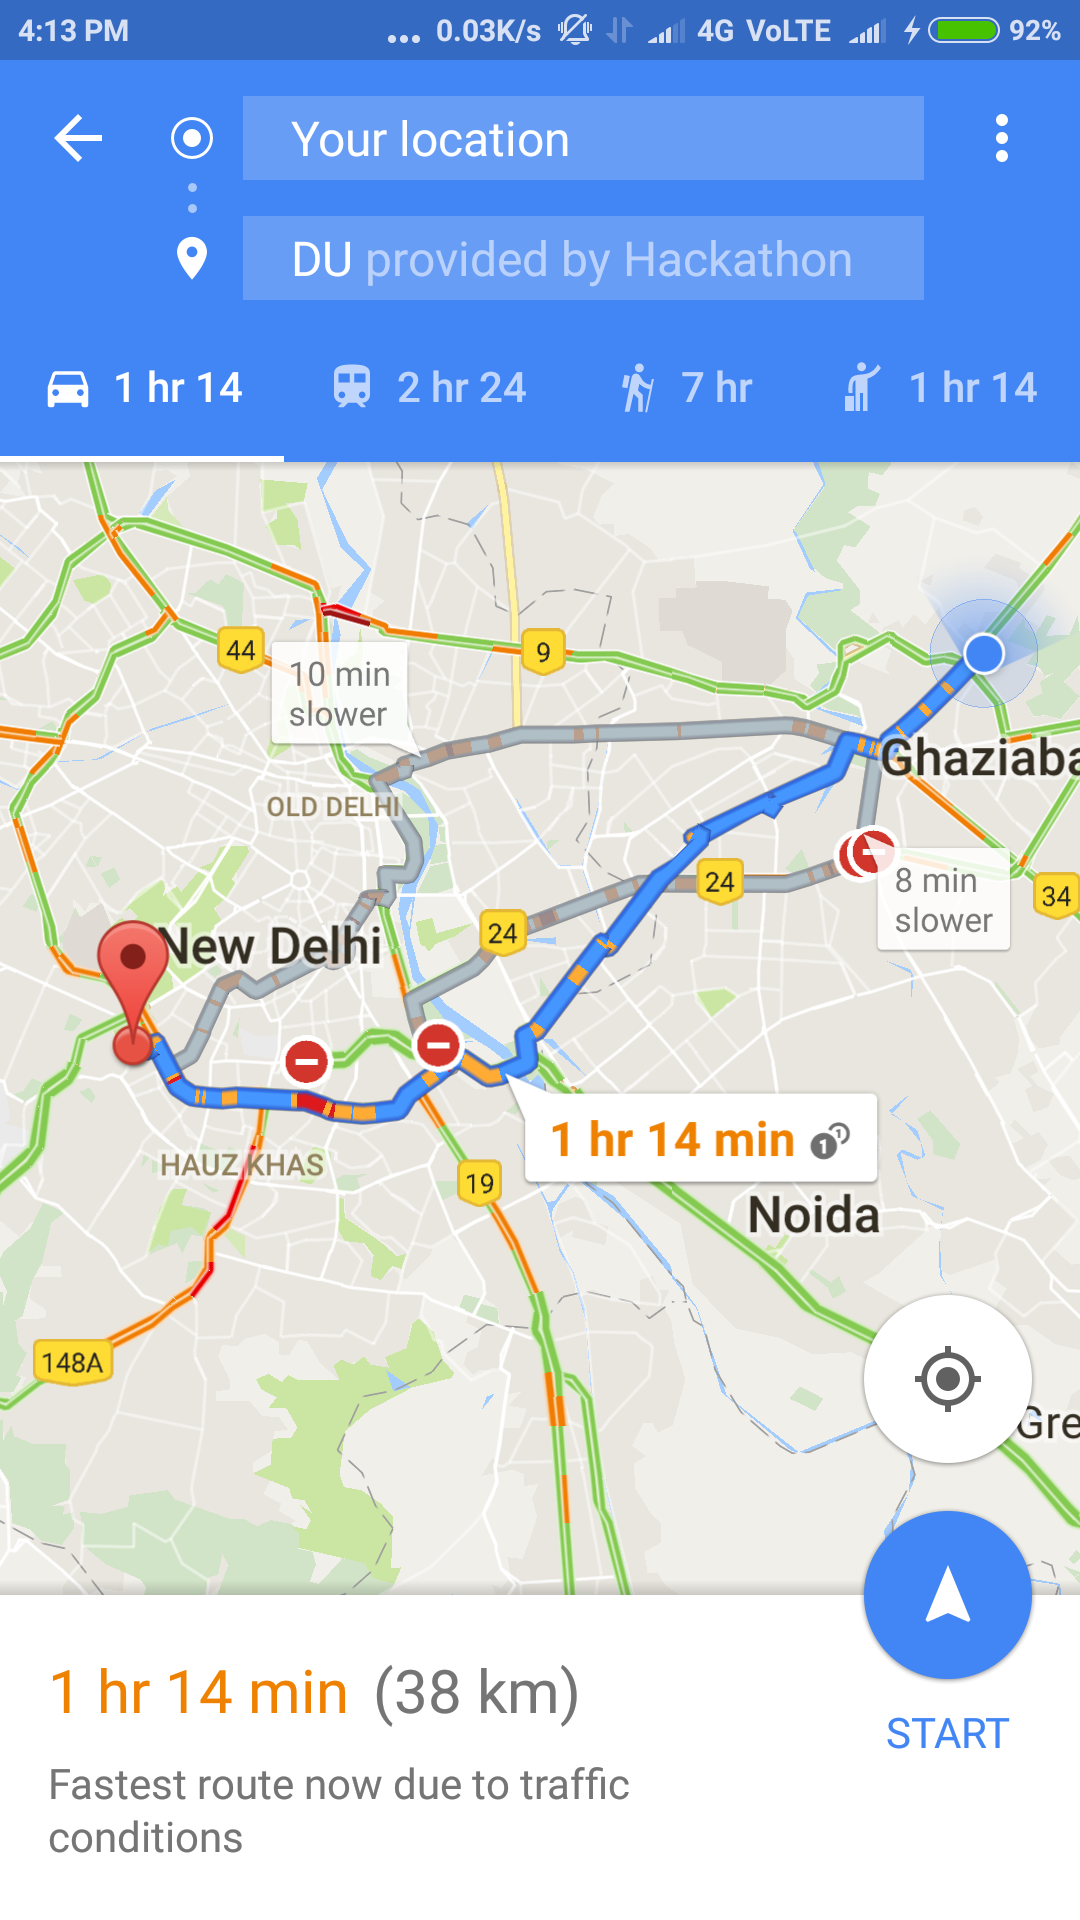 4:13 PM ... 0.03K/s 4G VoLTE 92%
Your location
DU provided by Hackathon
1 hr 14 2 hr 24 7 hr 1 hr 14
44
9
10 min
slower
Ghaziaba
OLD DELHI
24
8 min
slower
34
24
New Delhi
1 hr 14 min
HAUZ KHAS
19
Noida
148A
Gre
1 hr 14 min (38 km)
START
Fastest route now due to traffic
conditions